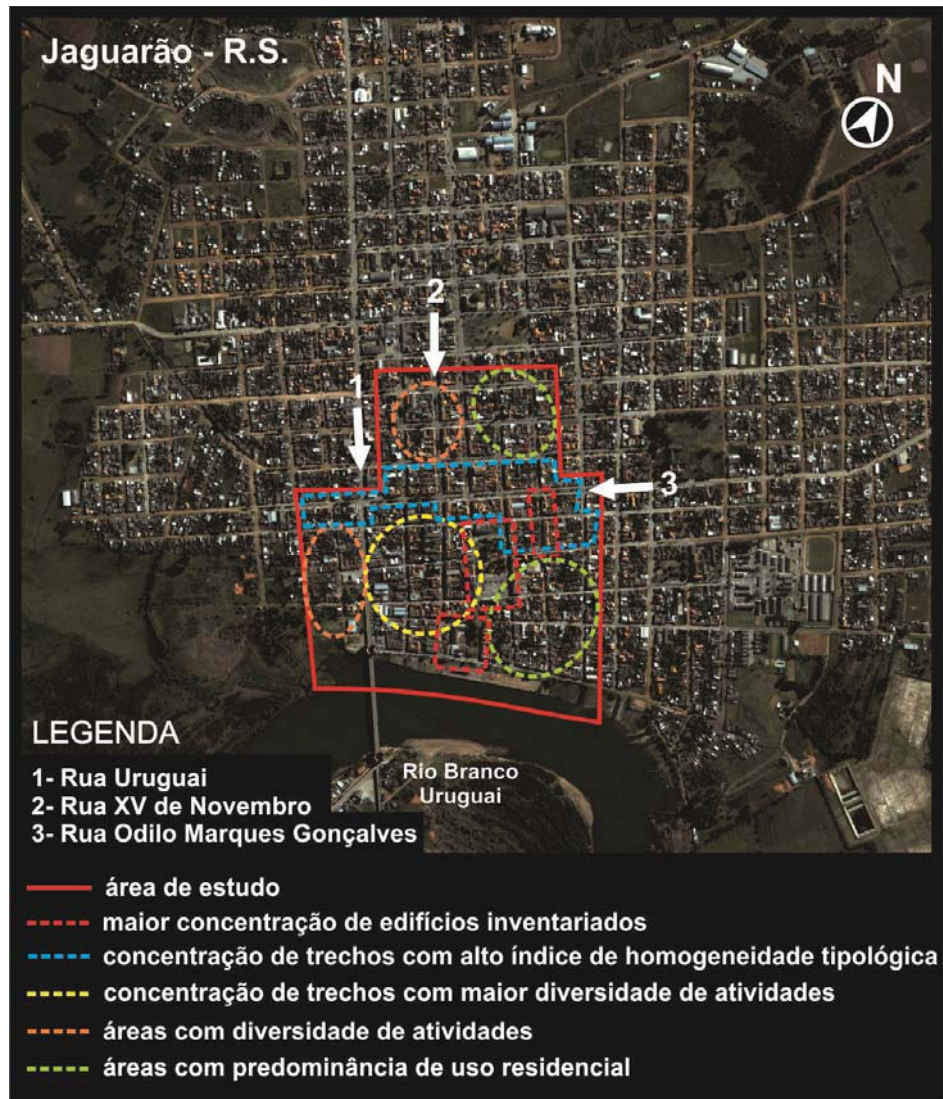 Jaguarão - R.S.
N
2
1
3
LEGENDA
1- Rua Uruguai
2- Rua XV de Novembro
3- Rua Odilo Marques Gonçalves
Rio Branco
Uruguai
área de estudo
maior concentração de edifícios inventariados
concentração de trechos com alto índice de homogeneidade tipológica
concentração de trechos com maior diversidade de atividades
áreas com diversidade de atividades
áreas com predominância de uso residencial